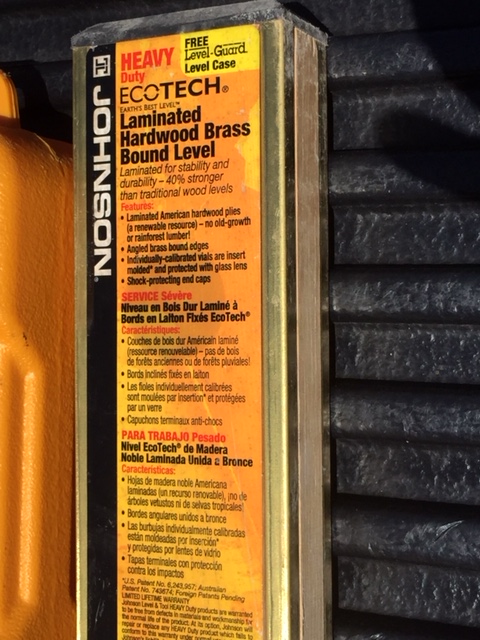 JOHNSON
HEAVY
Duty
FREE
Level-Guard
Level Case
ECOTECH®
EARTH'S BEST LEVEL™
Laminated
Hardwood Brass
Bound Level
Laminated for stability and
durability – 40% stronger
than traditional wood levels
Features:
• Laminated American hardwood plies
(a renewable resource) – no old-growth
or rainforest lumber!
• Angled brass bound edges
• Individually-calibrated vials are insert
molded* and protected with glass lens
• Shock-protecting end caps
SERVICE Sévère
Niveau en Bois Dur Laminé à
Bords en Laiton Fixés EcoTech®
Caractéristiques:
• Couches de bois dur Américain laminé
(ressource renouvelable) – pas de bois
de forêts anciennes ou de forêts pluviales!
• Bords inclinés fixés en laiton
• Les fioles individuellement calibrées
sont moulées par insertion* et protégées
par un verre
• Capuchons terminaux anti-chocs
PARA TRABAJO Pesado
Nivel EcoTech® de Madera
Noble Laminada Unida a Bronce
Caracteristicas:
• Hojas de madera noble Americana
laminadas (un recurso renovable), ¡no de
árboles vetustos ni de selvas tropicales!
• Bordes angulares unidos a bronce
• Las burbujas individualmente calibradas
están moldeadas por inserción*
y protegidas por lentes de vidrio
• Tapas terminales con protección
contra los impactos
*U.S. Patent No. 6,243,957; Australian
Patent No. 743674; Foreign Patents Pending
LIMITED LIFETIME WARRANTY
Johnson Level & Tool HEAVY Duty products are warranted
to be free from defects in materials and workmanship for
the normal life of the product. At its option, Johnson will
repair or replace any HEAVY Duty product which fails to
conform to this warranty under normal